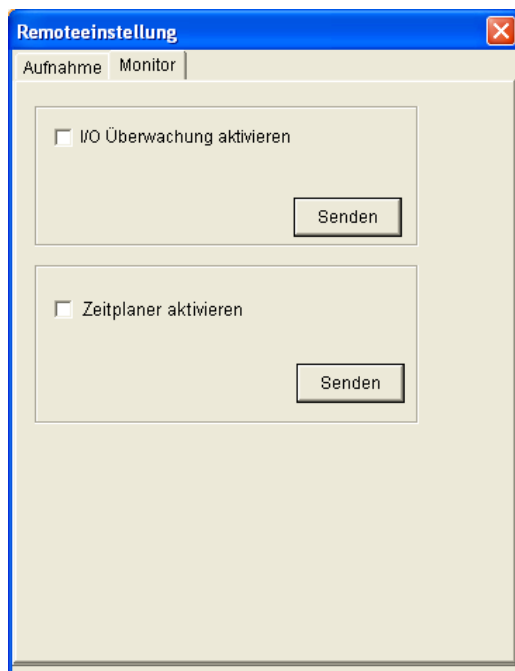 Remoteeinstellung
Aufnahme Monitor
I/O Überwachung aktivieren
Senden
Zeitplaner aktivieren
Senden